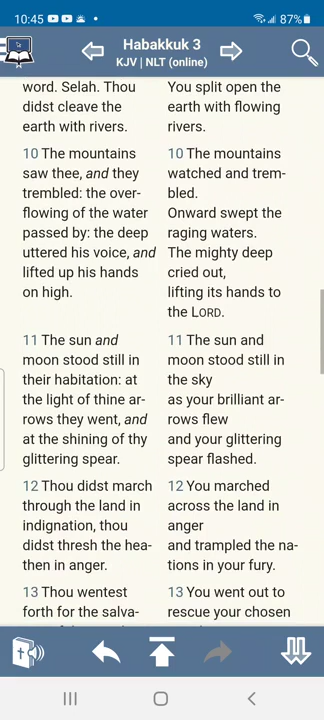 10:45
87%
Habakkuk 3
KJV | NLT (online)
word. Selah. Thou
didst cleave the
earth with rivers.
10 The mountains
saw thee, and they
trembled: the over-
flowing of the water
passed by: the deep
uttered his voice, and
lifted up his hands
on high.
11 The sun and
moon stood still in
their habitation: at
the light of thine ar-
rows they went, and
at the shining of thy
glittering spear.
12 Thou didst march
through the land in
indignation, thou
didst thresh the hea-
then in anger.
13 Thou wentest
forth for the salva-
You split open the
earth with flowing
rivers.
10 The mountains
watched and trem-
bled.
Onward swept the
raging waters.
The mighty deep
cried out,
lifting its hands to
the LORD.
11 The sun and
moon stood still in
the sky
as your brilliant ar-
rows flew
and your glittering
spear flashed.
12 You marched
across the land in
anger
and trampled the na-
tions in your fury.
13 You went out to
rescue your chosen